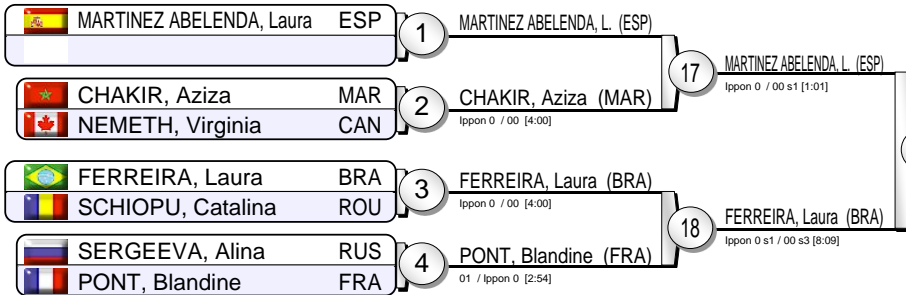 MARTINEZ ABELENDA, Laura ESP
1
MARTINEZ ABELENDA, L. (ESP)
17
MARTINEZ ABELENDA, L. (ESP)
Ippon 0 / 00 s1 [1:01]
CHAKIR, Aziza MAR
NEMETH, Virginia CAN
2
CHAKIR, Aziza (MAR)
Ippon 0 / 00 [4:00]
FERREIRA, Laura BRA
SCHIOPU, Catalina ROU
3
FERREIRA, Laura (BRA)
Ippon 0 / 00 [4:00]
18
FERREIRA, Laura (BRA)
Ippon 0 s1 / 00 s3 [8:09]
SERGEEVA, Alina RUS
PONT, Blandine FRA
4
PONT, Blandine (FRA)
01 / Ippon 0 [2:54]